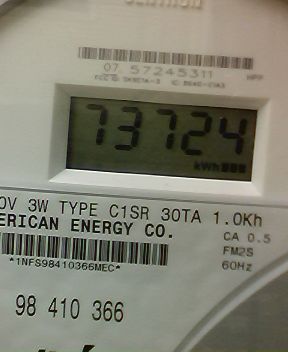 07 57245311 HPP
73724
kWh
0V 3W TYPE C1SR 30TA 1.0Kh
ERICAN ENERGY CO.
CA 0.5
*1NFS98410366MEC*
FM2S
60Hz
98 410 366